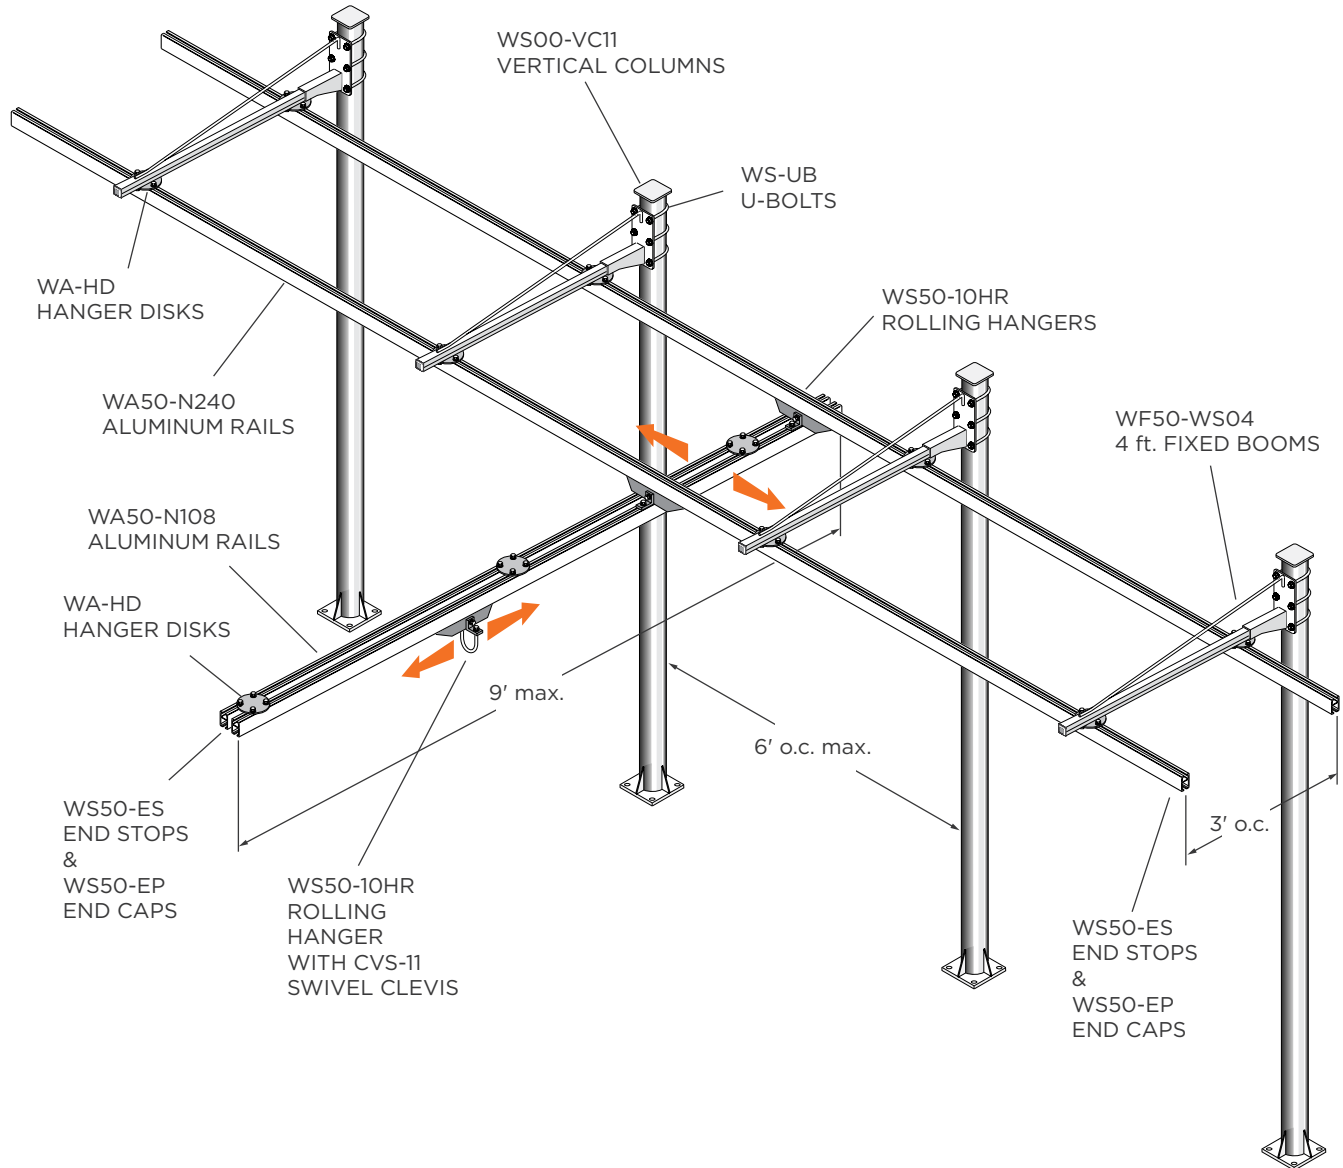 WS00-VC11
VERTICAL COLUMNS
WS-UB
U-BOLTS
WA-HD
HANGER DISKS
WS50-10HR
ROLLING HANGERS
WA50-N240
ALUMINUM RAILS
WF50-WS04
4 ft. FIXED BOOMS
WA50-N108
ALUMINUM RAILS
WA-HD
HANGER DISKS
9' max.
6' o.c. max.
3' o.c.
WS50-ES
END STOPS
&
WS50-EP
END CAPS
WS50-10HR
ROLLING
HANGER
WITH CVS-11
SWIVEL CLEVIS
WS50-ES
END STOPS
&
WS50-EP
END CAPS